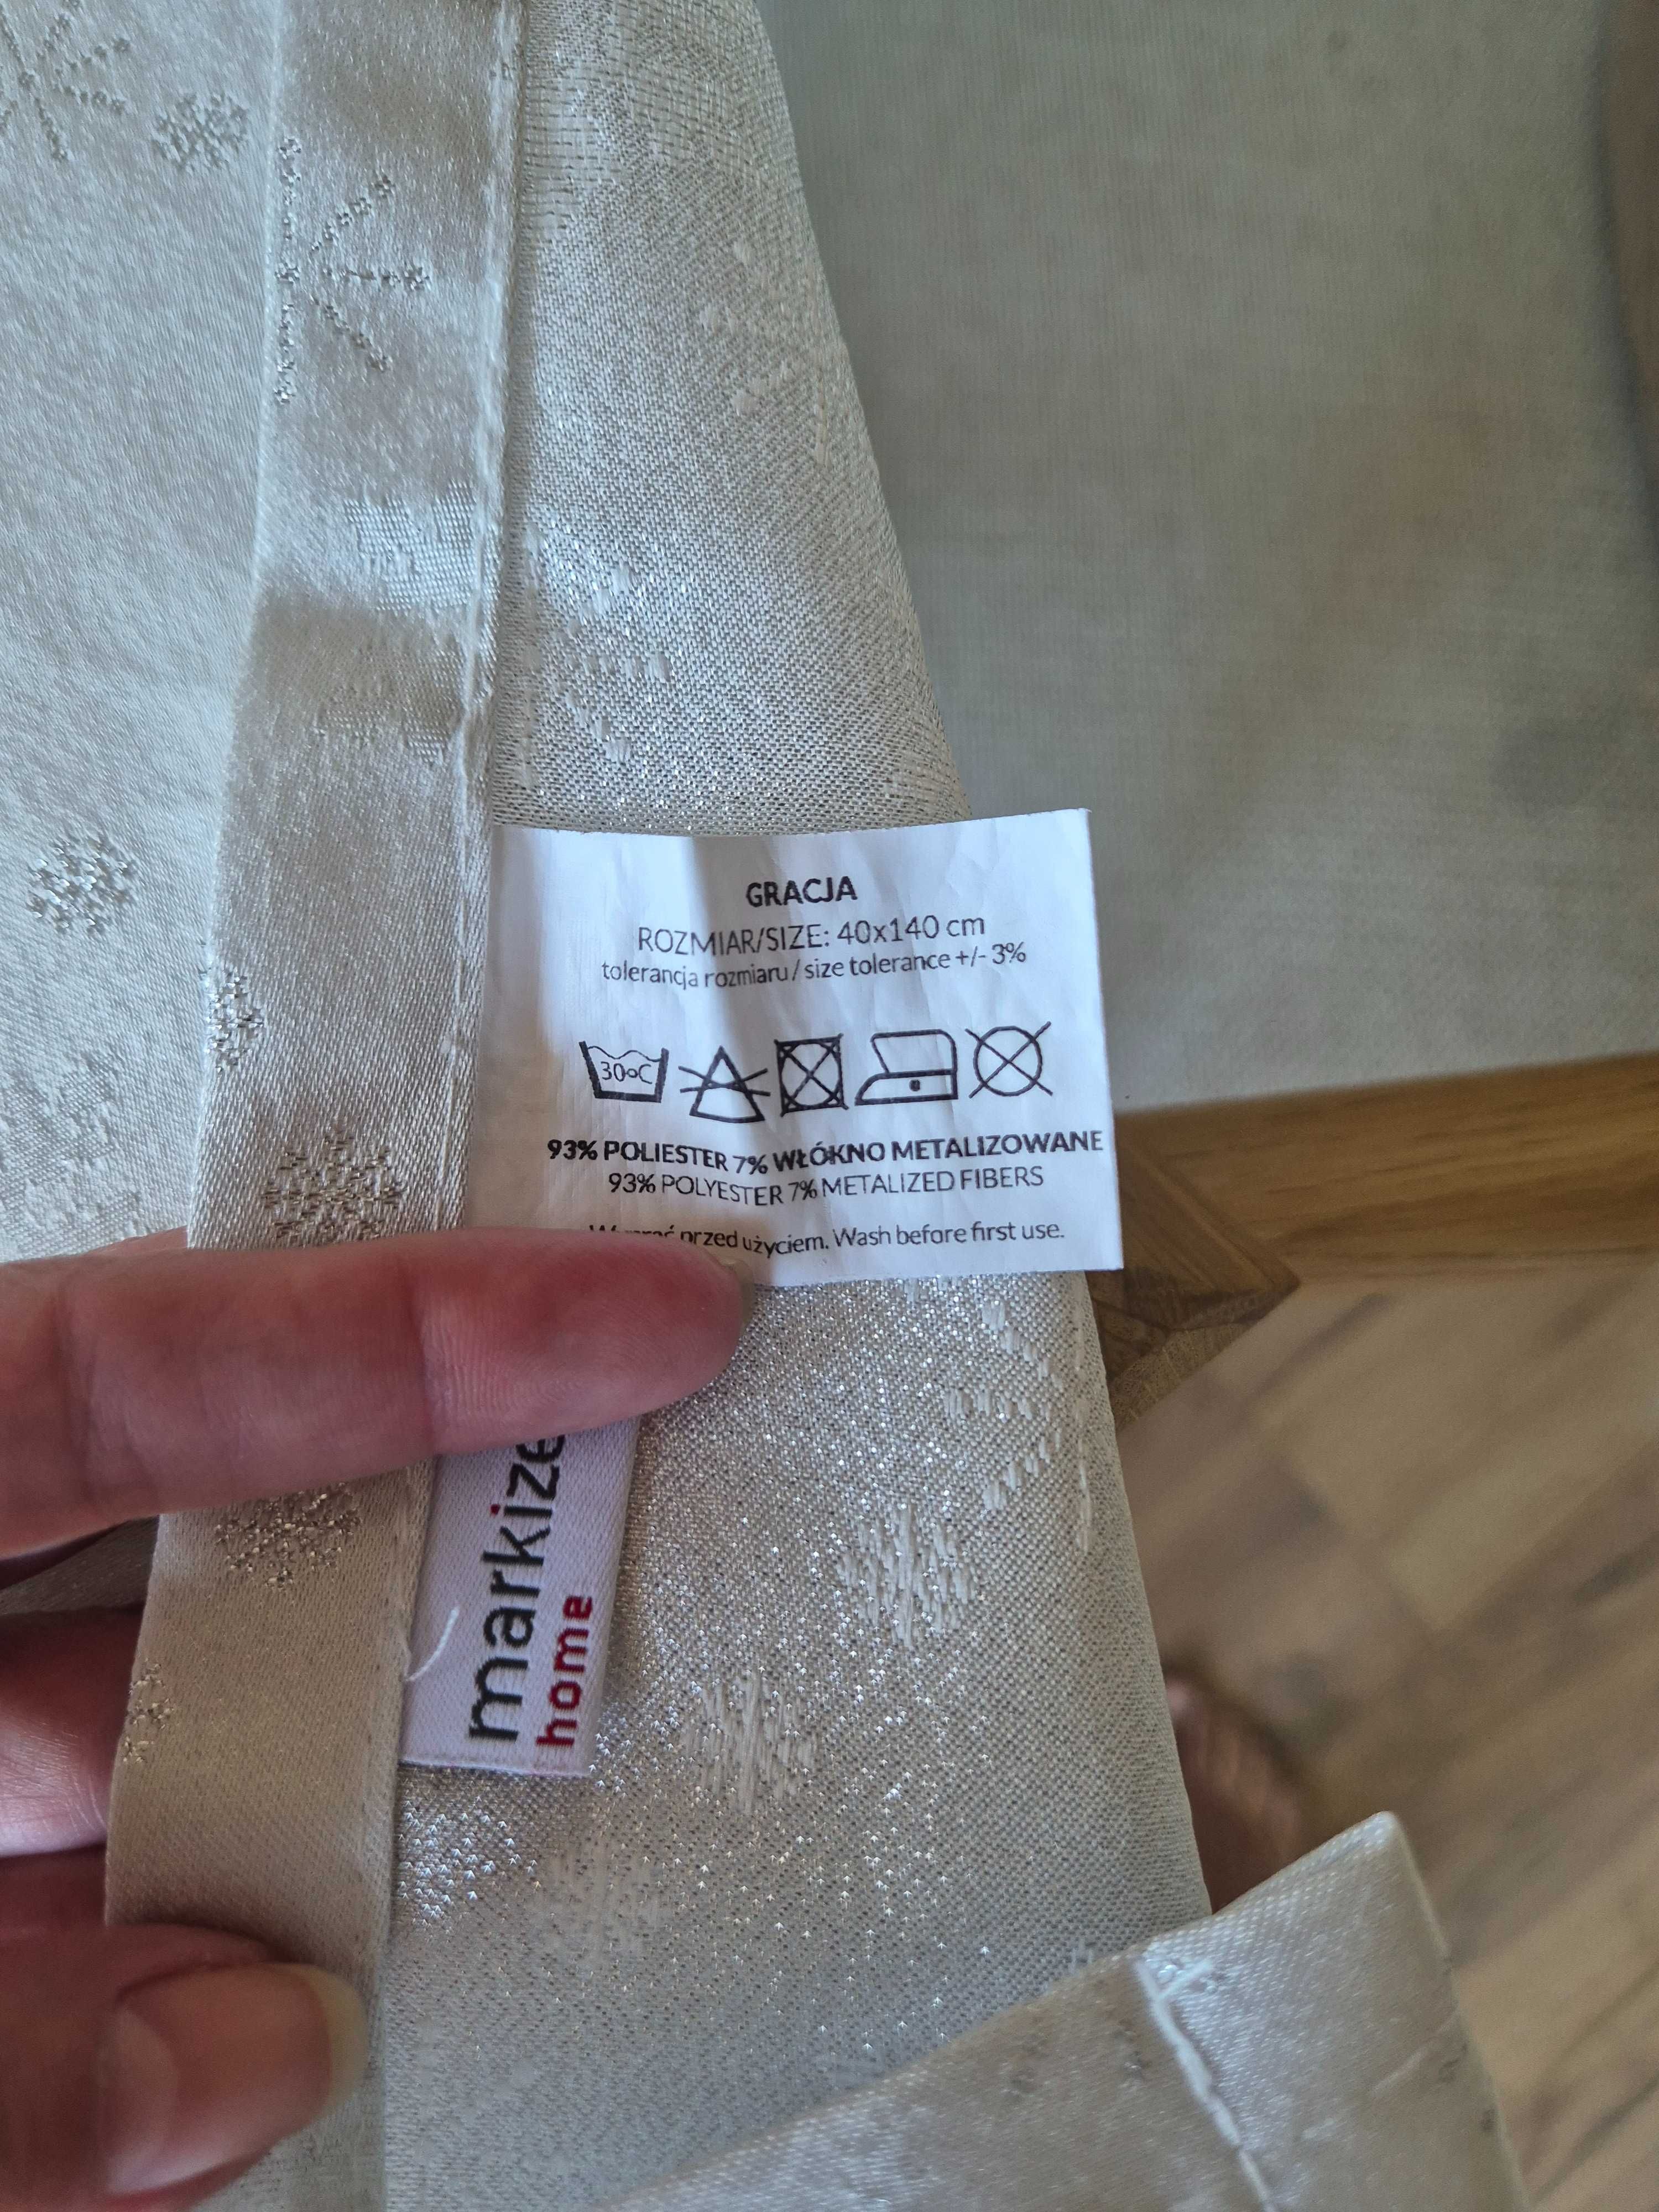 GRACJA
ROZMIAR/SIZE: 40x140 cm
tolerancja rozmiaru / size tolerance +/- 3%
30°C
93% POLIESTER 7% WŁÓKNO METALIZOWANE
93% POLYESTER 7% METALIZED FIBERS
przed użyciem. Wash before first use.
markize
home